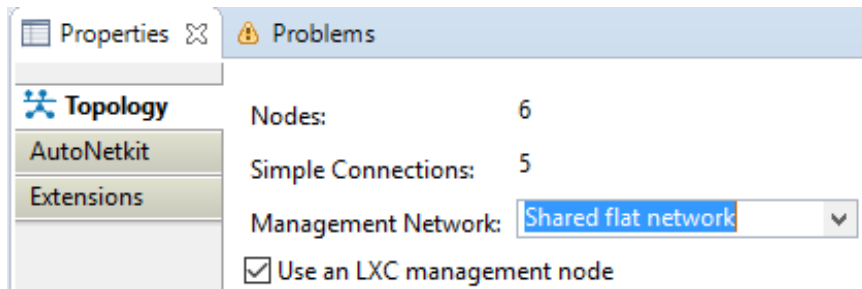 Properties
Problems
Topology
AutoNetkit
Extensions
Nodes: 6
Simple Connections: 5
Management Network: Shared flat network
Use an LXC management node